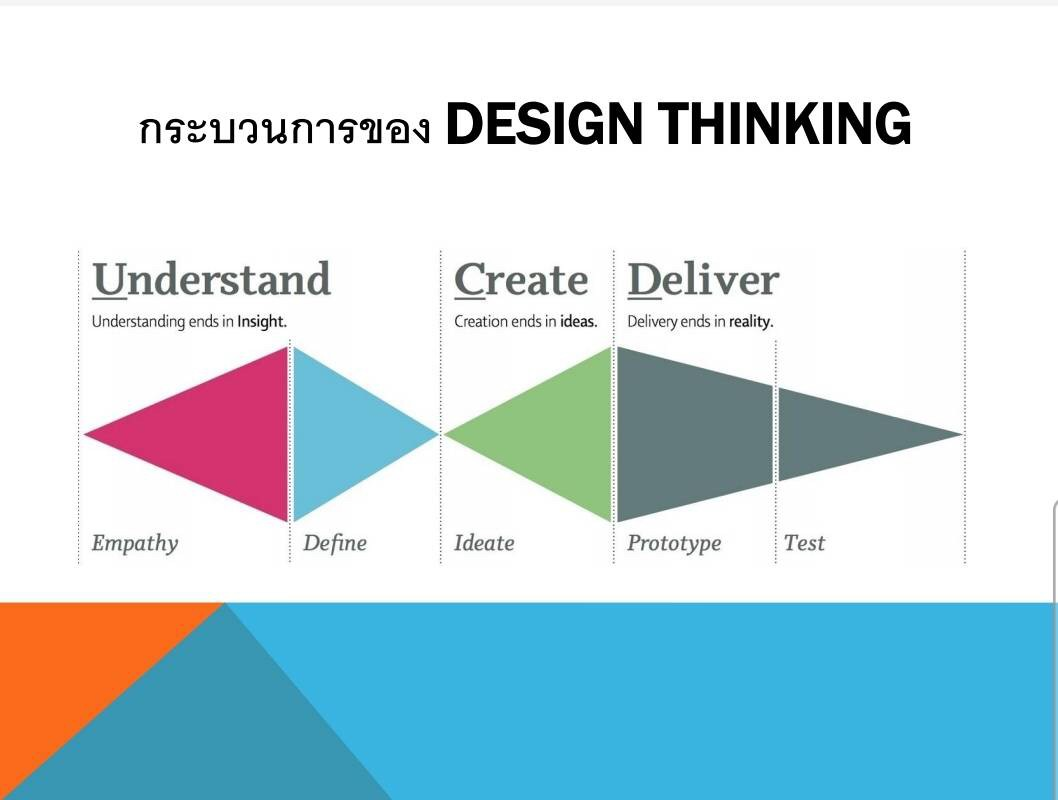 กระบวนการของ DESIGN THINKING
Understand
Understanding ends in Insight.
Create
Creation ends in ideas.
Deliver
Delivery ends in reality.
Empathy
Define
Ideate
Prototype
Test